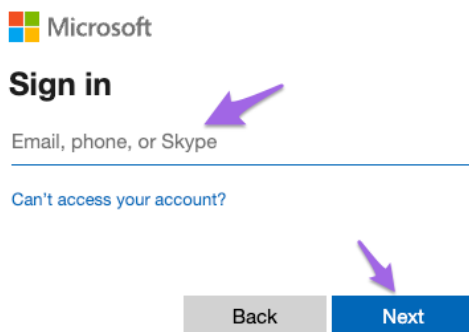 Microsoft
Sign in
Email, phone, or Skype
Can't access your account?
Back Next